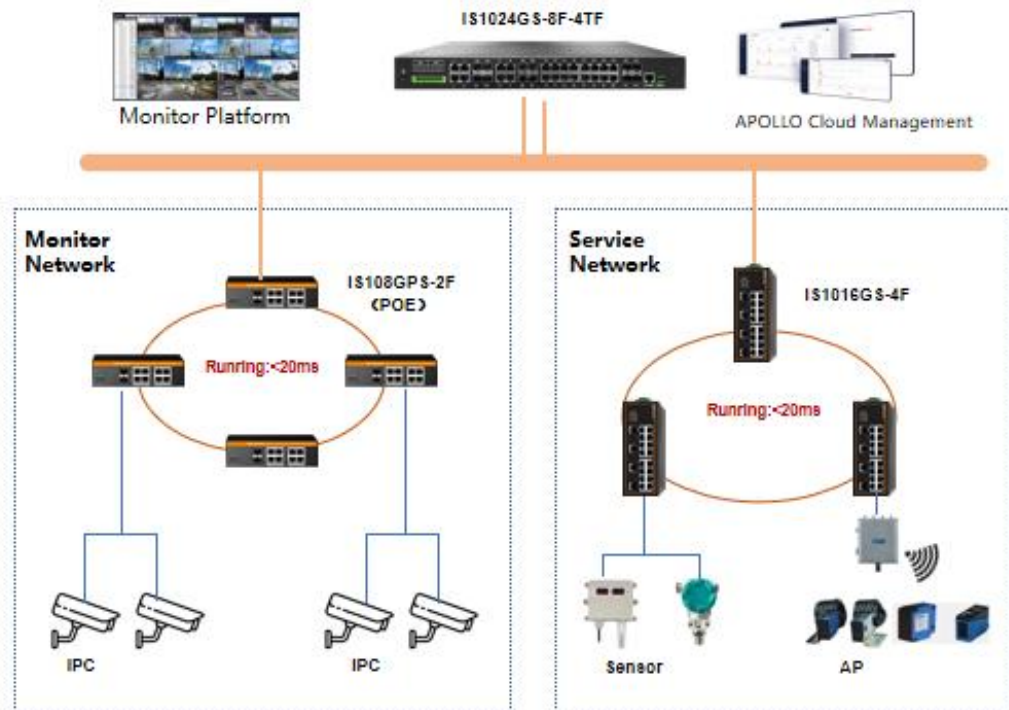 IS1024GS-8F-4TF
Monitor Platform
APOLLO Cloud Management
Monitor
Network
IS108GPS-2F
(POE)
Runring:<20ms
IPC
IPC
Service
Network
IS1016GS-4F
Runring:<20ms
Sensor
AP